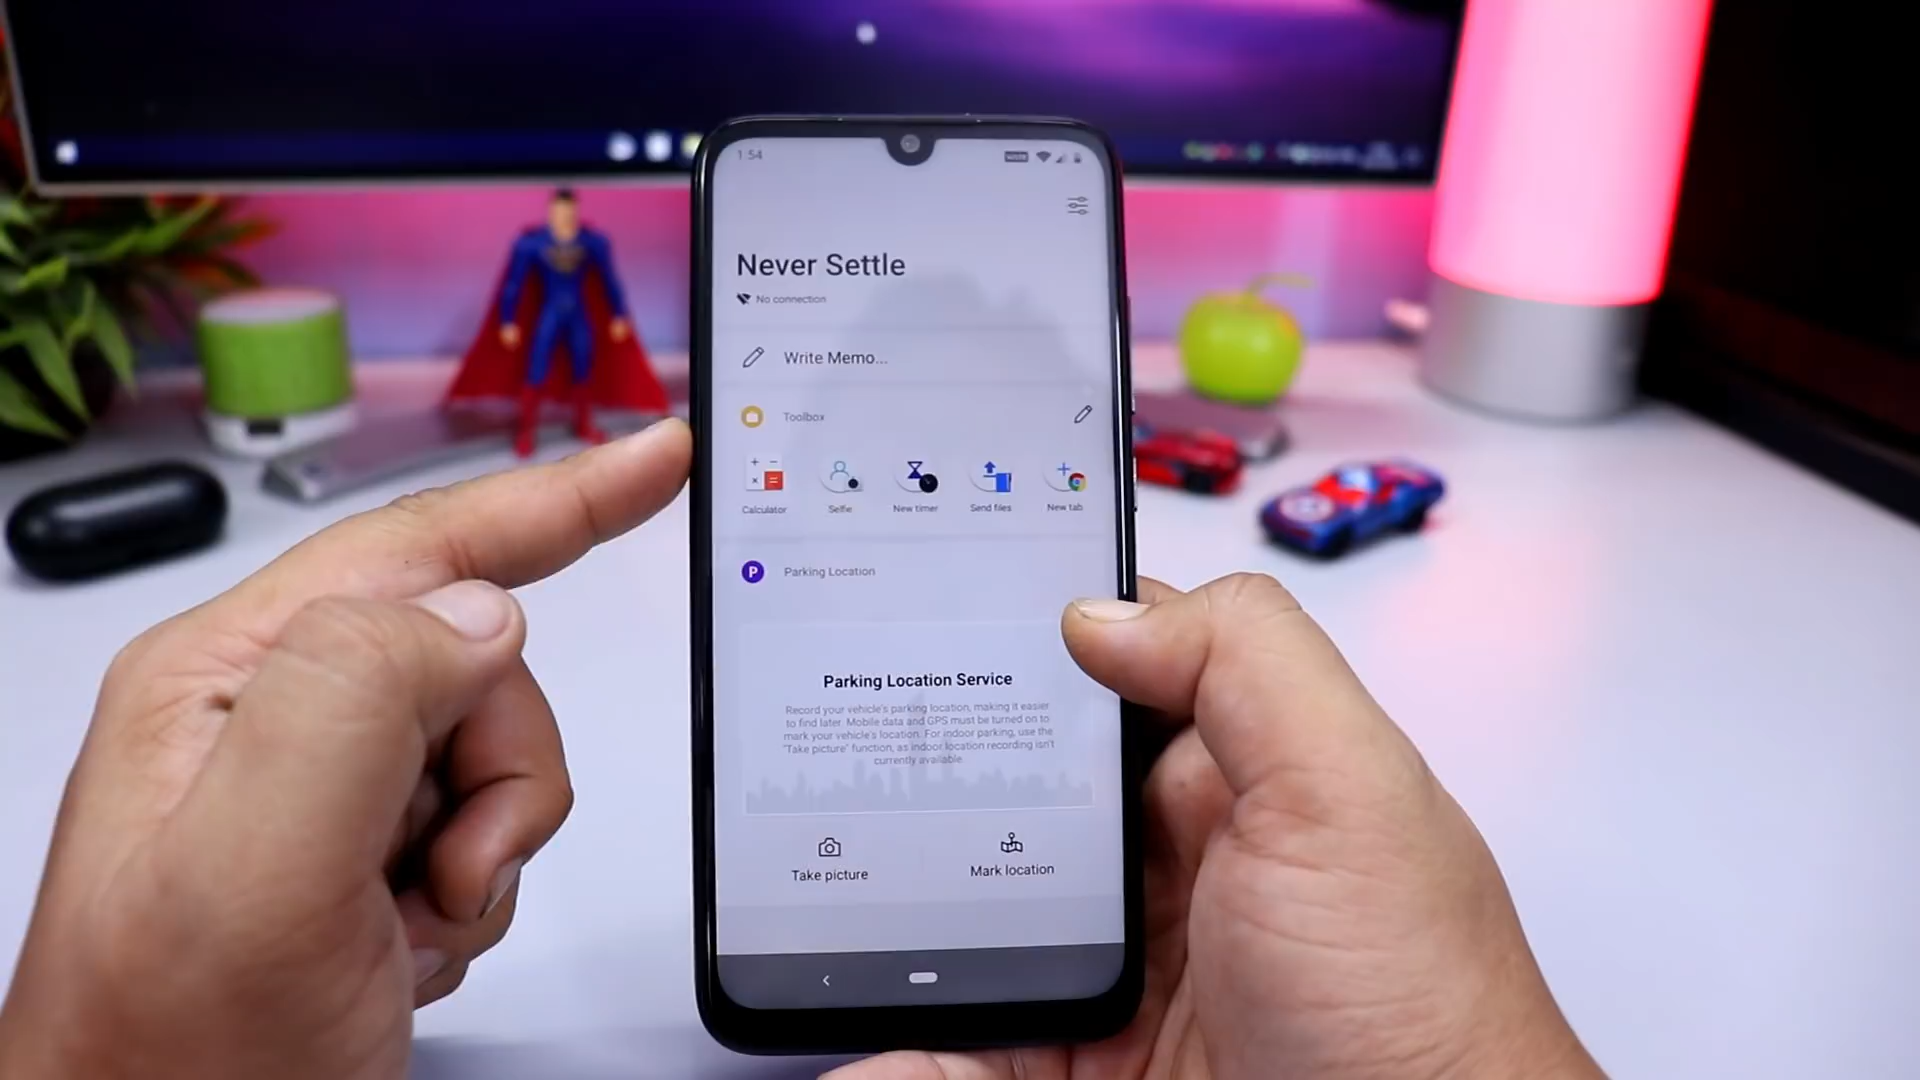 1:54
Never Settle
No connection
Write Memo...
Toolbox
Calculator
Selfie
New timer
Send files
New tab
P
Parking Location
Parking Location Service
Record your vehicle's parking location, making it easier
to find later. Mobile data and GPS must be turned on to
mark your vehicle's location. For indoor parking, use the
"Take picture" function, as indoor location recording isn't
currently available.
Take picture
Mark location